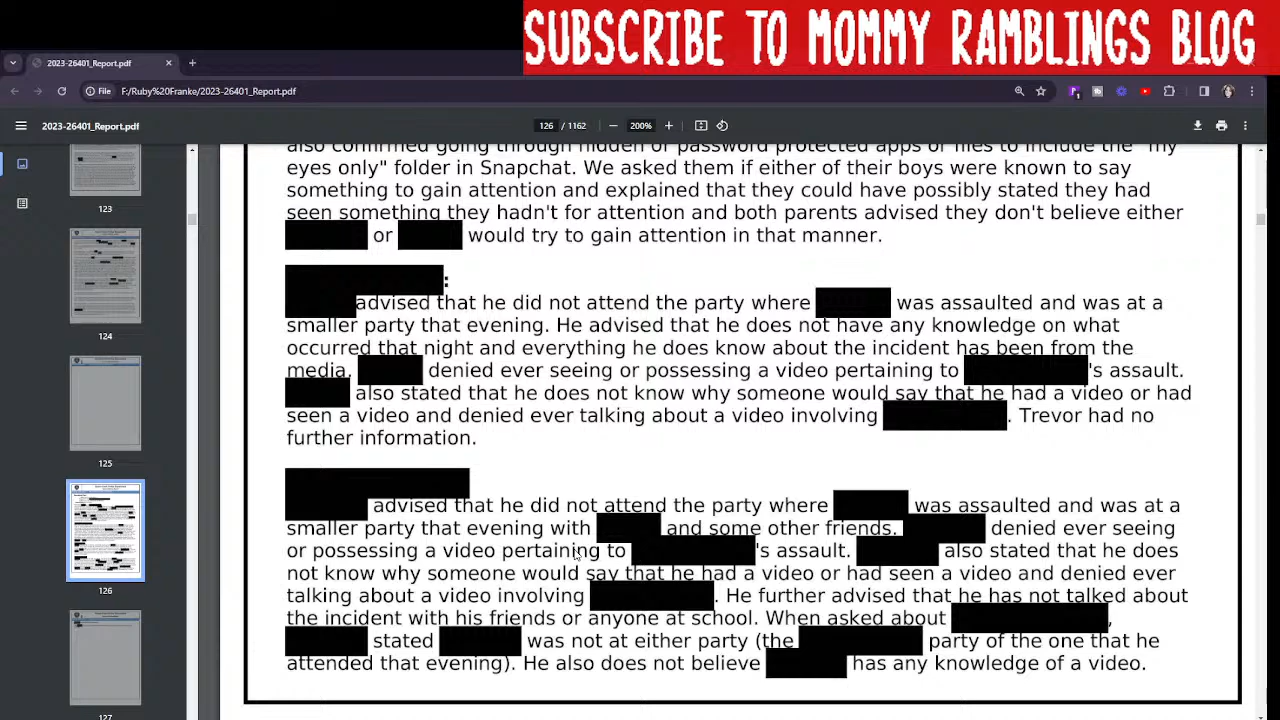 SUBSCRIBE TO MOMMY RAMBLINGS BLOG
2023-26401_Report.pdf
File F:/Ruby%20Franke/2023-26401_Report.pdf
2023-26401_Report.pdf 126 / 1162 200%
123
124
125
126
127
also confirmed going through hidden or password protected apps or files to include the "my
eyes only" folder in Snapchat. We asked them if either of their boys were known to say
something to gain attention and explained that they could have possibly stated they had
seen something they hadn't for attention and both parents advised they don't believe either
or would try to gain attention in that manner.
:
advised that he did not attend the party where was assaulted and was at a
smaller party that evening. He advised that he does not have any knowledge on what
occurred that night and everything he does know about the incident has been from the
media. denied ever seeing or possessing a video pertaining to 's assault.
also stated that he does not know why someone would say that he had a video or had
seen a video and denied ever talking about a video involving . Trevor had no
further information.
advised that he did not attend the party where was assaulted and was at a
smaller party that evening with and some other friends. denied ever seeing
or possessing a video pertaining to 's assault. also stated that he does
not know why someone would say that he had a video or had seen a video and denied ever
talking about a video involving . He further advised that he has not talked about
the incident with his friends or anyone at school. When asked about ,
stated was not at either party (the party of the one that he
attended that evening). He also does not believe has any knowledge of a video.